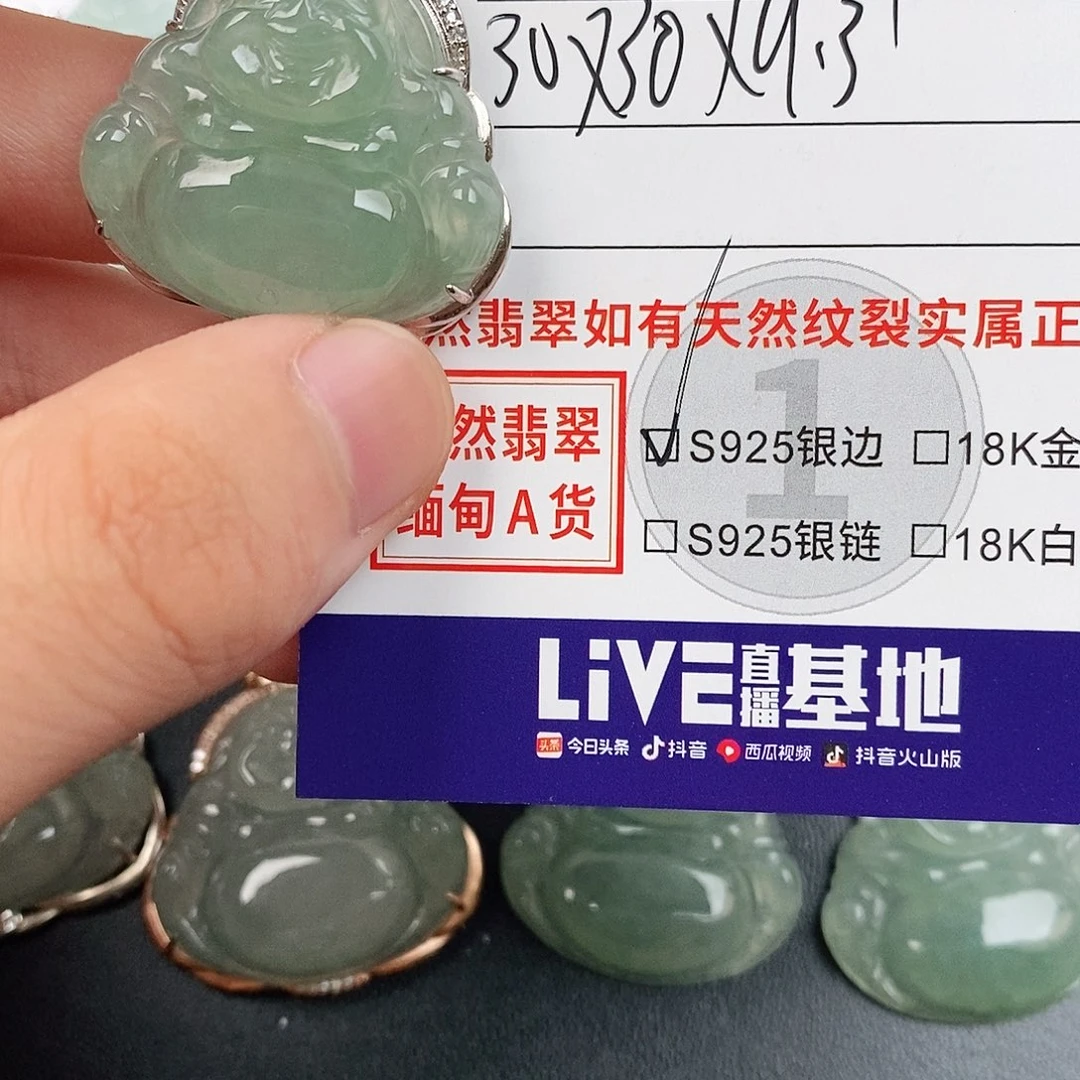 30X30X9.3
然翡翠如有天然纹裂实属正
然翡翠
缅甸A货
1
S925银边 18K金
S925银链 18K白
LiVE直播基地
头条 今日头条 抖音 西瓜视频 抖音火山版